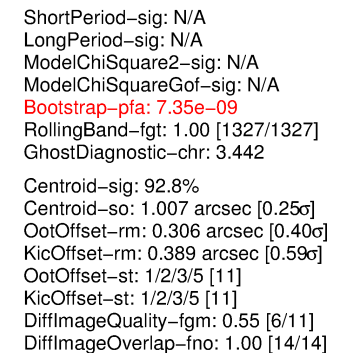 ShortPeriod−sig: N/A
LongPeriod−sig: N/A
ModelChiSquare2−sig: N/A
ModelChiSquareGof−sig: N/A
Bootstrap−pfa: 7.35e−09
RollingBand−fgt: 1.00 [1327/1327]
GhostDiagnostic−chr: 3.442
Centroid−sig: 92.8%
Centroid−so: 1.007 arcsec [0.25σ]
OotOffset−rm: 0.306 arcsec [0.40σ]
KicOffset−rm: 0.389 arcsec [0.59σ]
OotOffset−st: 1/2/3/5 [11]
KicOffset−st: 1/2/3/5 [11]
DiffImageQuality−fgm: 0.55 [6/11]
DiffImageOverlap−fno: 1.00 [14/14]